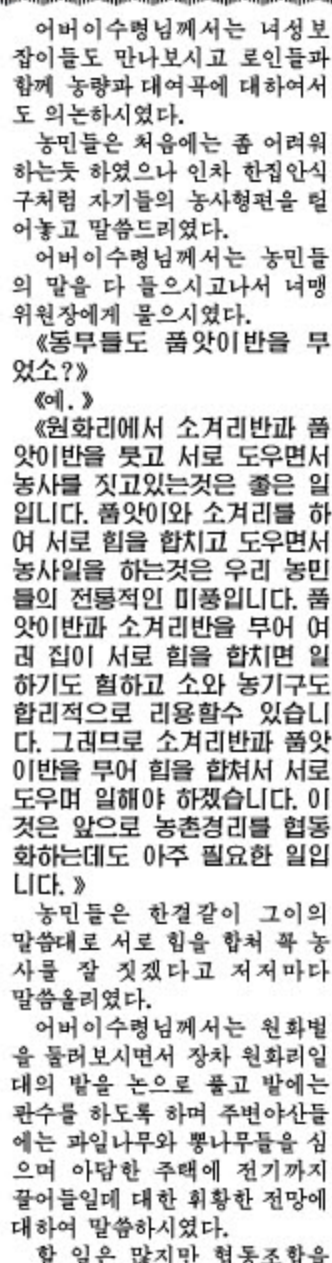 어버이수령님께서는 녀성보
잡이들도 만나보시고 로인들과
함께 농량과 대여곡에 대하여서
도 의논하시였다.
농민들은 처음에는 좀 어려워
하는듯 하였으나 인차 한집안식
구처럼 자기들의 농사형편을 털
어놓고 말씀드리였다.
어버이수령님께서는 농민들
의 말을 다 들으시고나서 녀맹
위원장에게 물으시였다.
《동무들도 품앗이반을 무
었소?》
《예.》
《원화리에서 소겨리반과 품
앗이반을 뭇고 서로 도우면서
농사를 짓고있는것은 좋은 일
입니다. 품앗이와 소겨리를 하
여 서로 힘을 합치고 도우면서
농사일을 하는것은 우리 농민
들의 전통적인 미풍입니다. 품
앗이반과 소겨리반을 무어 여
러 집이 서로 힘을 합치면 일
하기도 헐하고 소와 농기구도
합리적으로 리용할수 있습니
다. 그러므로 소겨리반과 품앗
이반을 무어 힘을 합쳐서 서로
도우며 일해야 하겠습니다. 이
것은 앞으로 농촌경리를 협동
화하는데도 아주 필요한 일입
니다.》
농민들은 한결같이 그이의
말씀대로 서로 힘을 합쳐 꼭 농
사를 잘 짓겠다고 저저마다
말씀올리였다.
어버이수령님께서는 원화벌
을 둘러보시면서 장차 원화리일
대의 밭을 논으로 풀고 밭에는
관수를 하도록 하며 주변야산들
에는 과일나무와 뽕나무들을 심
으며 아담한 주택에 전기까지
끌어들일데 대한 휘황한 전망에
대하여 말씀하시였다.
할 일은 많지만 협동조합을